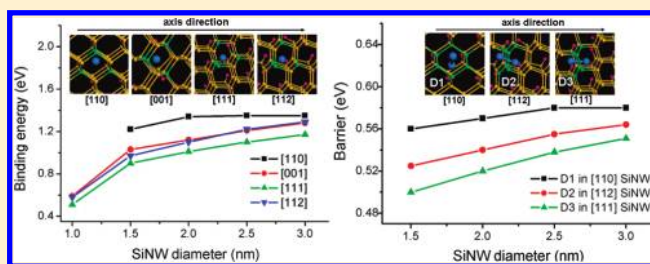 axis direction
2.0
1.6
1.2
0.8
0.4
Binding energy (eV)
[110]
[001]
[111]
[112]
[110]
[001]
[111]
[112]
1.0
1.5
2.0
2.5
3.0
SiNW diameter (nm)
axis direction
0.64
0.60
0.56
0.52
0.48
Barrier (eV)
D1
D2
D3
[110]
[112]
[111]
D1 in [110] SiNW
D2 in [112] SiNW
D3 in [111] SiNW
1.5
2.0
2.5
3.0
SiNW diameter (nm)